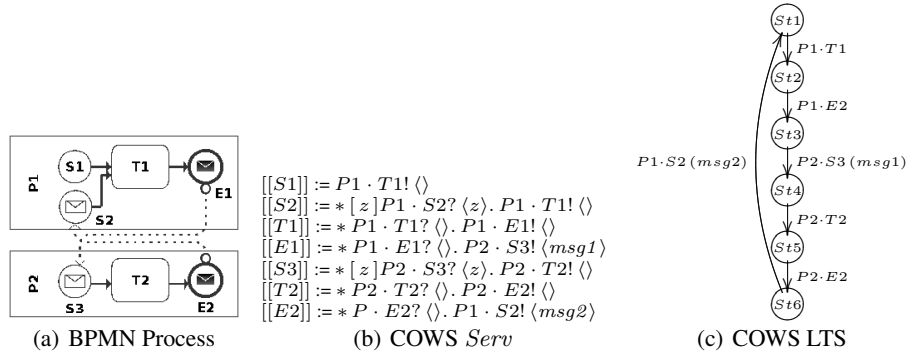 P1
S1
T1
E1
S2
P2
S3
T2
E2
(a) BPMN Process
[[S1]] := P1 · T1! ⟨⟩
[[S2]] := * [ z ]P1 · S2? ⟨z⟩. P1 · T1! ⟨⟩
[[T1]] := * P1 · T1? ⟨⟩. P1 · E1! ⟨⟩
[[E1]] := * P1 · E1? ⟨⟩. P2 · S3! ⟨msg1⟩
[[S3]] := * [ z ]P2 · S3? ⟨z⟩. P2 · T2! ⟨⟩
[[T2]] := * P2 · T2? ⟨⟩. P2 · E2! ⟨⟩
[[E2]] := * P · E2? ⟨⟩. P1 · S2! ⟨msg2⟩
(b) COWS Serv
St1
P1·T1
St2
P1·E2
St3
P1·S2 (msg2)
P2·S3 (msg1)
St4
P2·T2
St5
P2·E2
St6
(c) COWS LTS